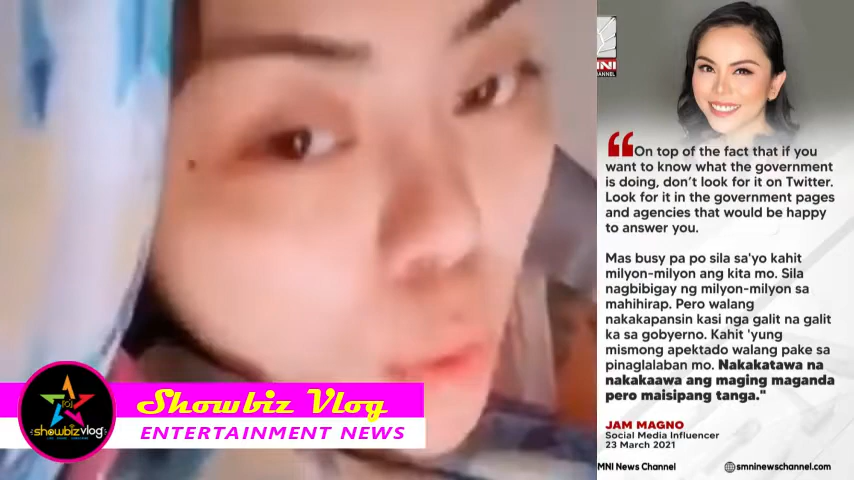 Showbiz Vlog
ENTERTAINMENT NEWS
showbizvlog
NI
CHANNEL
“On top of the fact that if you
want to know what the government
is doing, don't look for it on Twitter.
Look for it in the government pages
and agencies that would be happy
to answer you.
Mas busy pa po sila sa'yo kahit
milyon-milyon ang kita mo. Sila
nagbibigay ng milyon-milyon sa
mahihirap. Pero walang
nakakapansin kasi nga galit na galit
ka sa gobyerno. Kahit 'yung
mismong apektado walang pake sa
pinaglalaban mo. Nakakatawa na
nakakaawa ang maging maganda
pero maisipang tanga."
JAM MAGNO
Social Media Influencer
23 March 2021
MNI News Channel
smninewschannel.com